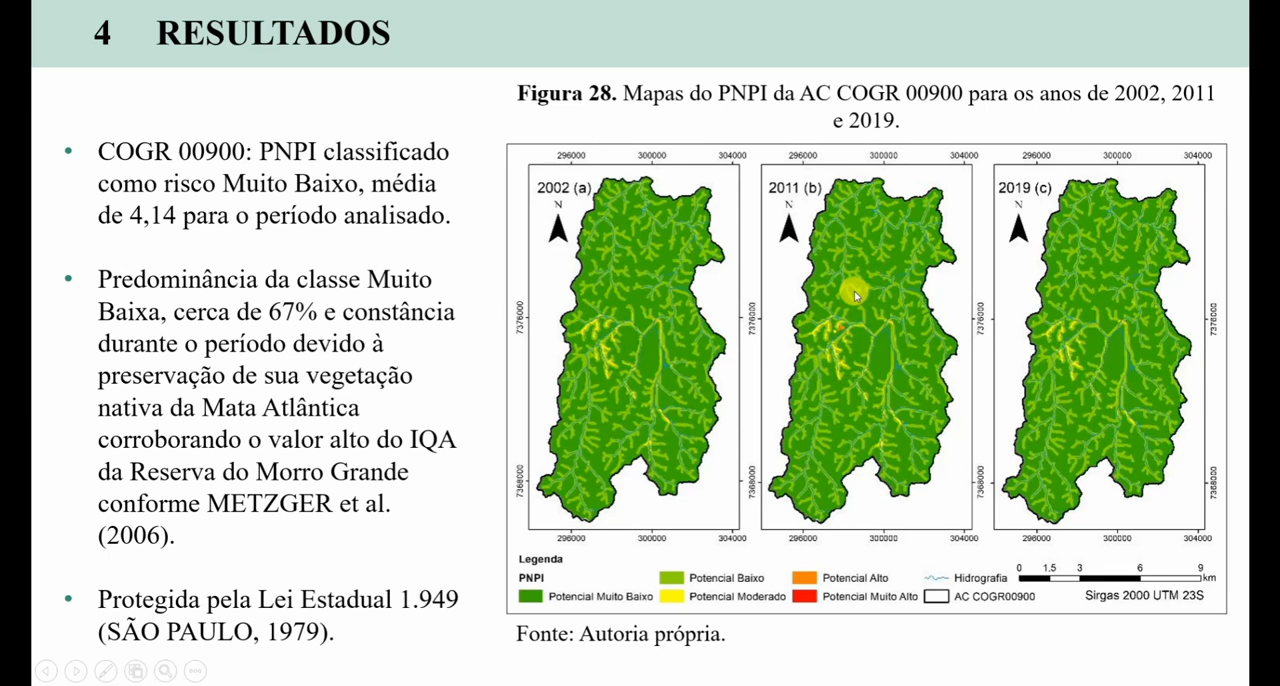 4 RESULTADOS
• COGR 00900: PNPI classificado
como risco Muito Baixo, média
de 4,14 para o período analisado.
• Predominância da classe Muito
Baixa, cerca de 67% e constância
durante o período devido à
preservação de sua vegetação
nativa da Mata Atlântica
corroborando o valor alto do IQA
da Reserva do Morro Grande
conforme METZGER et al.
(2006).
• Protegida pela Lei Estadual 1.949
(SÃO PAULO, 1979).
Figura 28. Mapas do PNPI da AC COGR 00900 para os anos de 2002, 2011
e 2019.
296000 300000 304000 296000 300000 304000 296000 300000 304000
2002 (a) 2011 (b) 2019 (c)
N N N
7376000 7376000 7376000 7376000
7368000 7368000 7368000 7368000
296000 300000 304000 296000 300000 304000 296000 300000 304000
Legenda
PNPI
Potencial Muito Baixo
Potencial Baixo
Potencial Moderado
Potencial Alto
Potencial Muito Alto
Hidrografia
AC COGR00900
0 1.5 3 6 9
km
Sirgas 2000 UTM 23S
Fonte: Autoria própria.